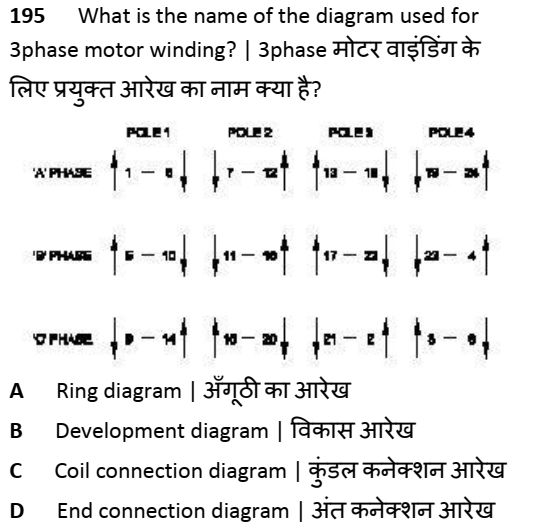 195 What is the name of the diagram used for
3phase motor winding? | 3phase मोटर वाइंडिंग के
लिए प्रयुक्त आरेख का नाम क्या है?
POLE 1 POLE 2 POLE 3 POLE 4
'A' PHASE 1 — 6 7 — 12 13 — 18 19 — 24
'B' PHASE 5 — 10 11 — 16 17 — 22 23 — 4
'C' PHASE 9 — 14 15 — 20 21 — 2 3 — 8
A Ring diagram | अँगूठी का आरेख
B Development diagram | विकास आरेख
C Coil connection diagram | कुंडल कनेक्शन आरेख
D End connection diagram | अंत कनेक्शन आरेख